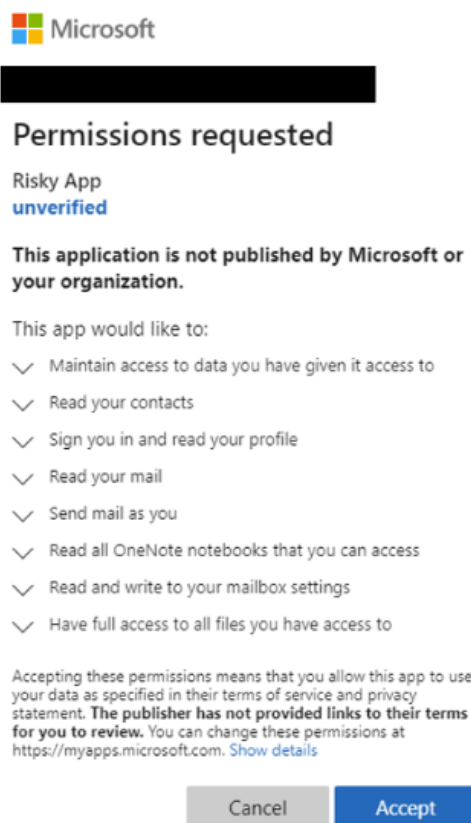 Microsoft
Permissions requested
Risky App
unverified
This application is not published by Microsoft or
your organization.
This app would like to:
Maintain access to data you have given it access to
Read your contacts
Sign you in and read your profile
Read your mail
Send mail as you
Read all OneNote notebooks that you can access
Read and write to your mailbox settings
Have full access to all files you have access to
Accepting these permissions means that you allow this app to use
your data as specified in their terms of service and privacy
statement. The publisher has not provided links to their terms
for you to review. You can change these permissions at
https://myapps.microsoft.com. Show details
Cancel
Accept